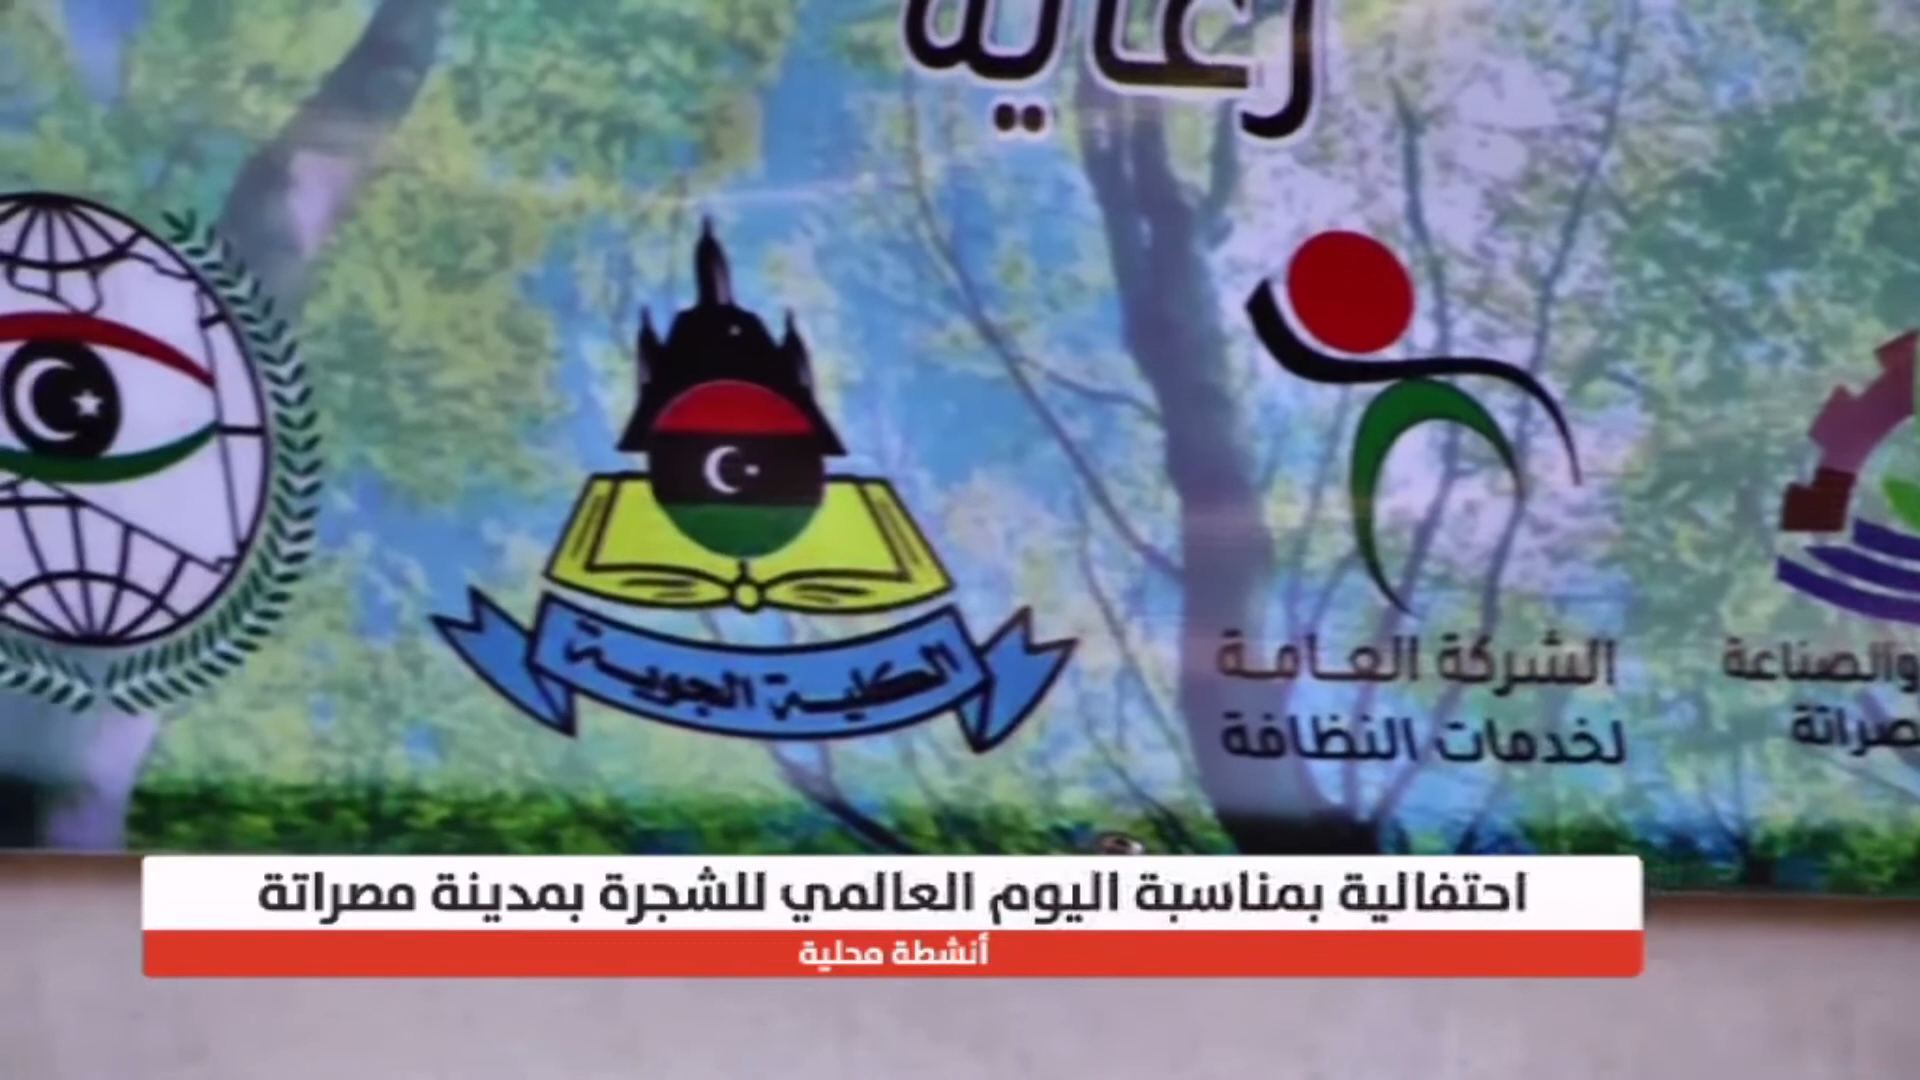 رعاية
الكلية الجوية
الشركة العامة
لخدمات النظافة
والصناعة
احتفالية بمناسبة اليوم العالمي للشجرة بمدينة مصراتة
أنشطة محلية